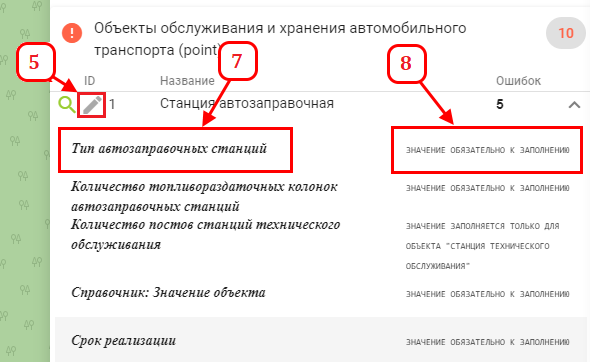 ! Объекты обслуживания и хранения автомобильного 10
транспорта (point)
5 7 8
ID Название Ошибок
1 Станция автозаправочная 5
Тип автозаправочных станций ЗНАЧЕНИЕ ОБЯЗАТЕЛЬНО К ЗАПОЛНЕНИЮ
Количество топливораздаточных колонок ЗНАЧЕНИЕ ОБЯЗАТЕЛЬНО К ЗАПОЛНЕНИЮ
автозаправочных станций
Количество постов станций технического ЗНАЧЕНИЕ ЗАПОЛНЯЕТСЯ ТОЛЬКО ДЛЯ
обслуживания ОБЪЕКТА "СТАНЦИЯ ТЕХНИЧЕСКОГО
ОБСЛУЖИВАНИЯ"
Справочник: Значение объекта ЗНАЧЕНИЕ ОБЯЗАТЕЛЬНО К ЗАПОЛНЕНИЮ
Срок реализации ЗНАЧЕНИЕ ОБЯЗАТЕЛЬНО К ЗАПОЛНЕНИЮ